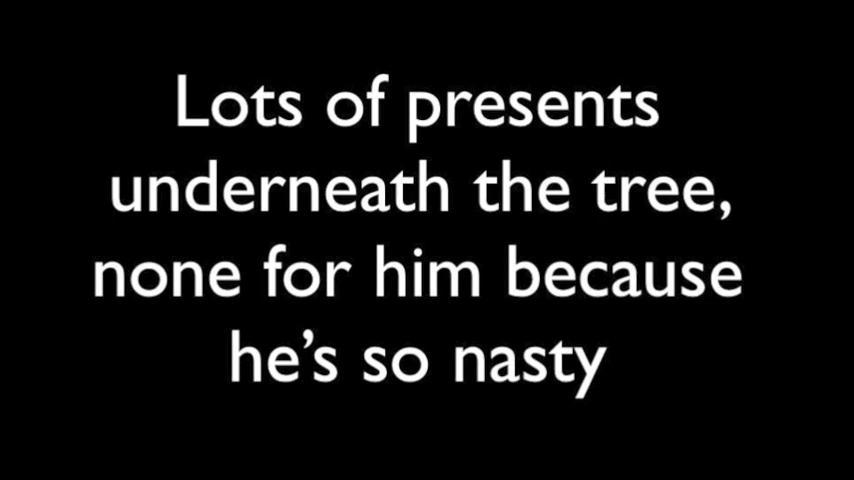 Lots of presents
underneath the tree,
none for him because
he’s so nasty